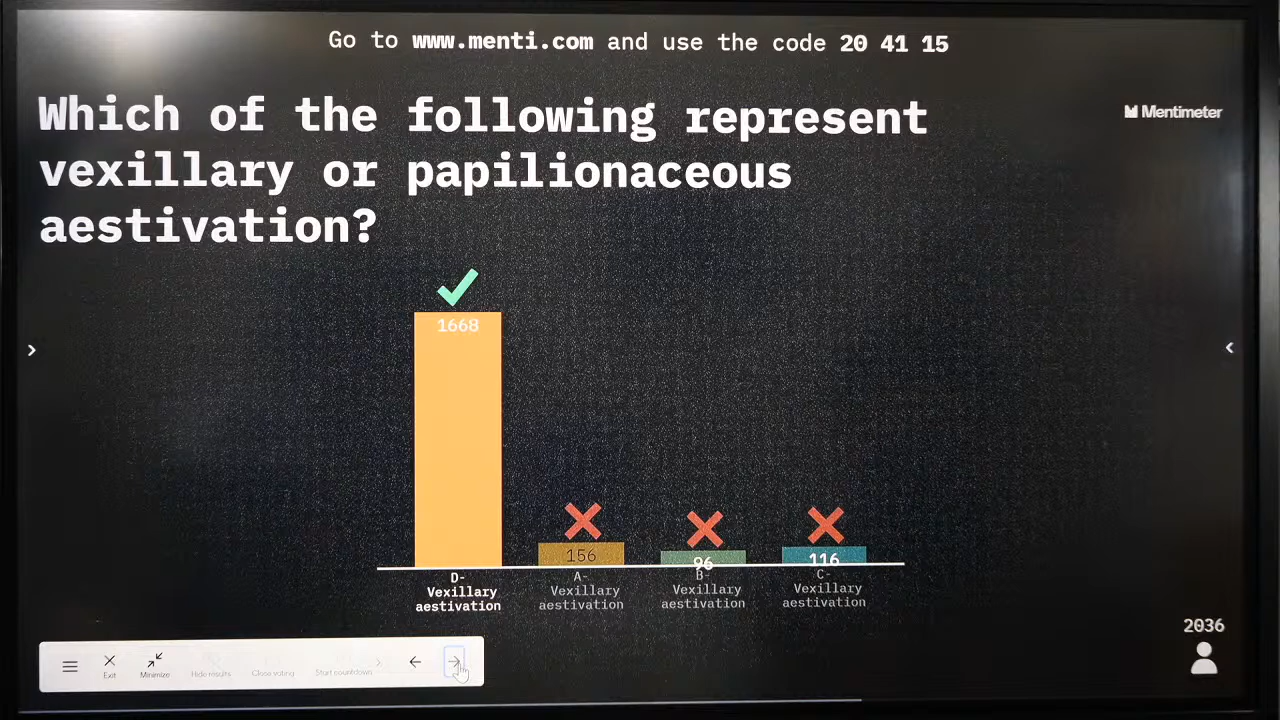 Go to www.menti.com and use the code 20 41 15
Which of the following represent
vexillary or papilionaceous
aestivation?
Mentimeter
1668
156
96
116
D-
Vexillary
aestivation
A-
Vexillary
aestivation
B-
Vexillary
aestivation
C-
Vexillary
aestivation
2036
Exit
Minimize
Hide results
Close voting
Start countdown